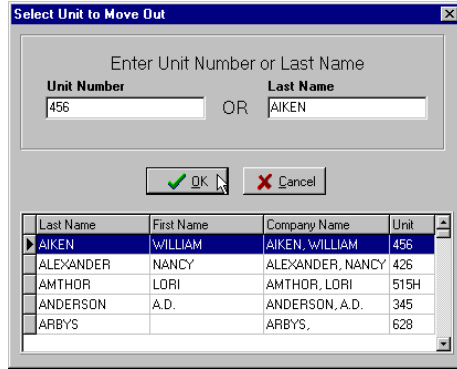 Select Unit to Move Out
Enter Unit Number or Last Name
Unit Number Last Name
456 OR AIKEN
OK Cancel
Last Name First Name Company Name Unit
AIKEN WILLIAM AIKEN, WILLIAM 456
ALEXANDER NANCY ALEXANDER, NANCY 426
AMTHOR LORI AMTHOR, LORI 515H
ANDERSON A.D. ANDERSON, A.D. 345
ARBYS ARBYS, 628